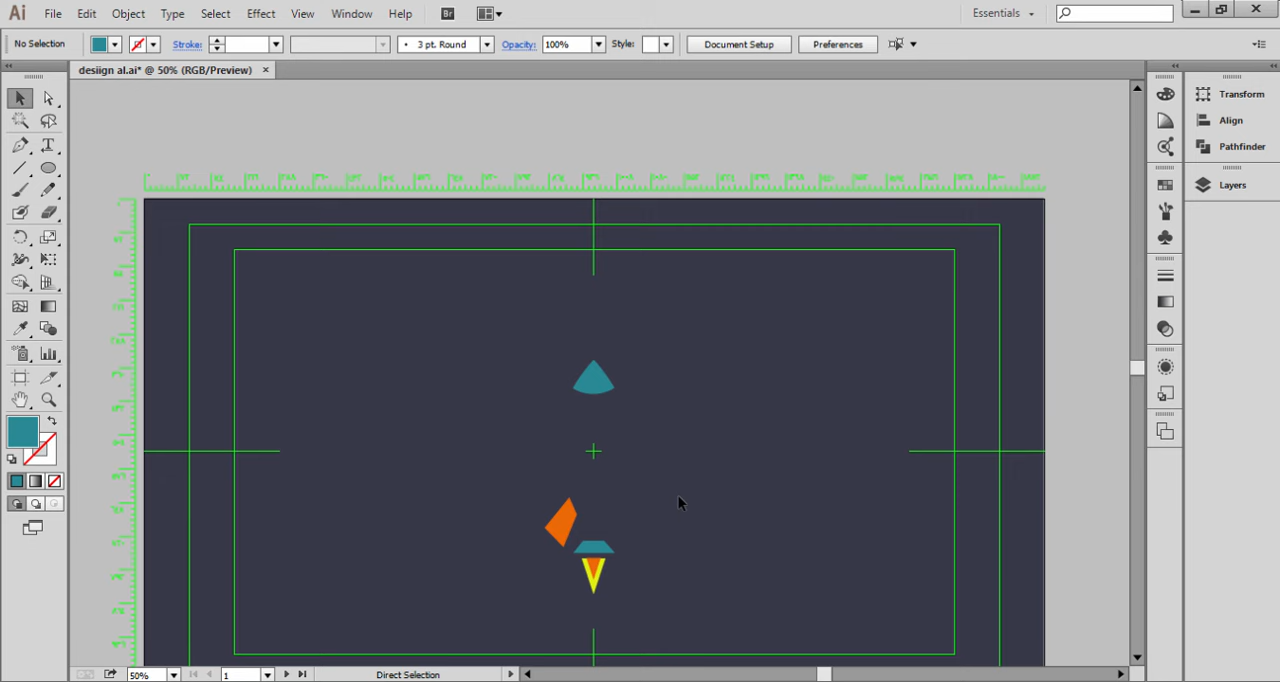 Ai File Edit Object Type Select Effect View Window Help Br Essentials
No Selection Stroke: 3 pt. Round Opacity: 100% Style: Document Setup Preferences
desiign al.ai* @ 50% (RGB/Preview) ×
Transform
Align
Pathfinder
Layers
T
50% 1 Direct Selection